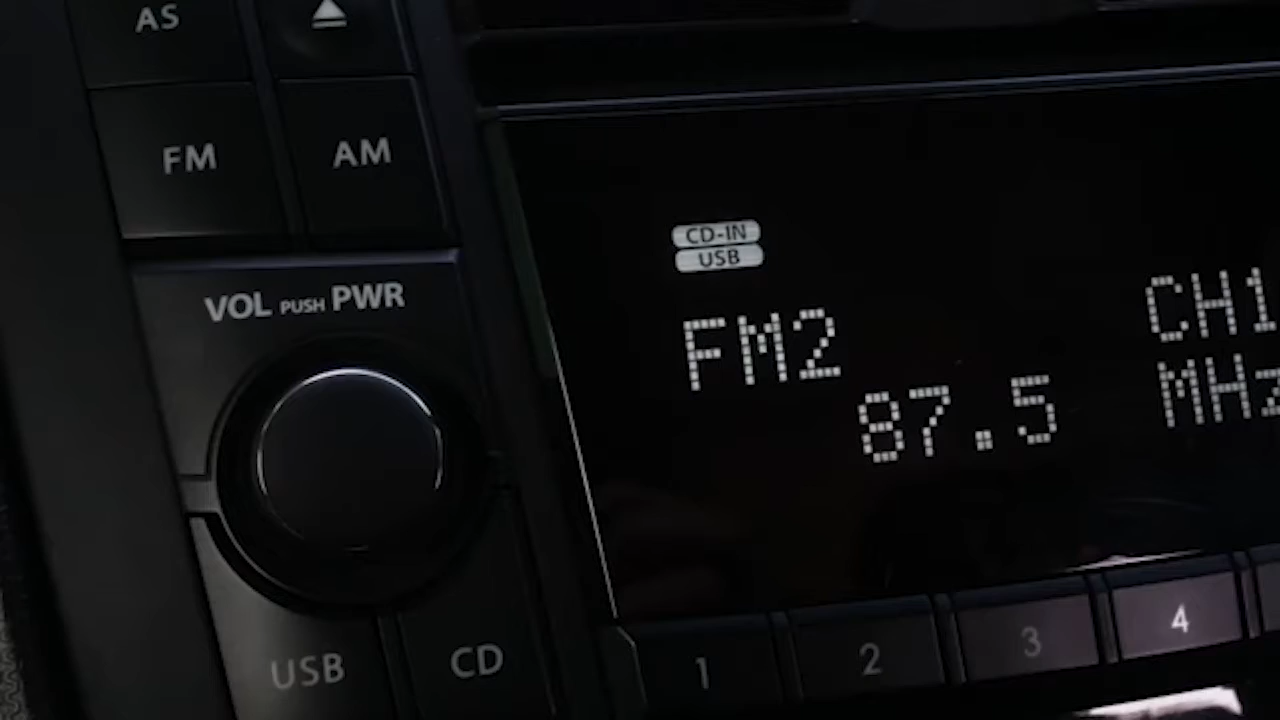 AS
FM AM
VOL PUSH PWR
CD-IN
USB
FM2
CH1
87.5
MHz
USB CD
1 2 3 4